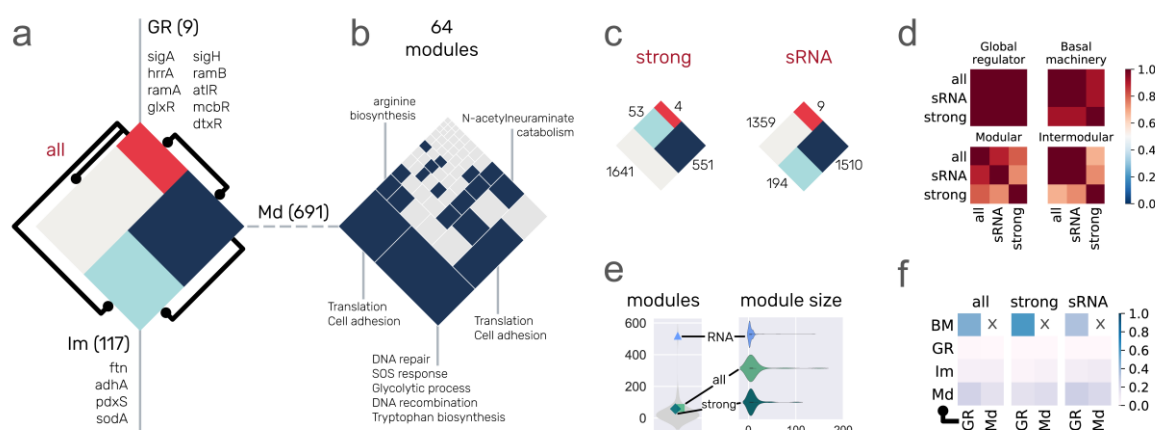 a
GR (9)
sigA sigH
hrrA ramB
ramA atlR
glxR mcbR
dtxR
all
Md (691)
Im (117)
ftn
adhA
pdxS
sodA
b
64
modules
arginine
biosynthesis
N-acetylneuraminate
catabolism
Translation
Cell adhesion
Translation
Cell adhesion
DNA repair
SOS response
Glycolytic process
DNA recombination
Tryptophan biosynthesis
c
strong
sRNA
53
4
1641
551
9
1359
1510
194
d
Global
regulator
Basal
machinery
all
sRNA
strong
Modular
Intermodular
all
sRNA
strong
all
sRNA
strong
all
sRNA
strong
1.0
0.8
0.6
0.4
0.2
0.0
e
modules
module size
600
400
200
0
RNA
all
strong
0
100
200
f
all strong sRNA
BM X X X
GR
Im
Md
GR Md GR Md GR Md
1.0
0.8
0.6
0.4
0.2
0.0